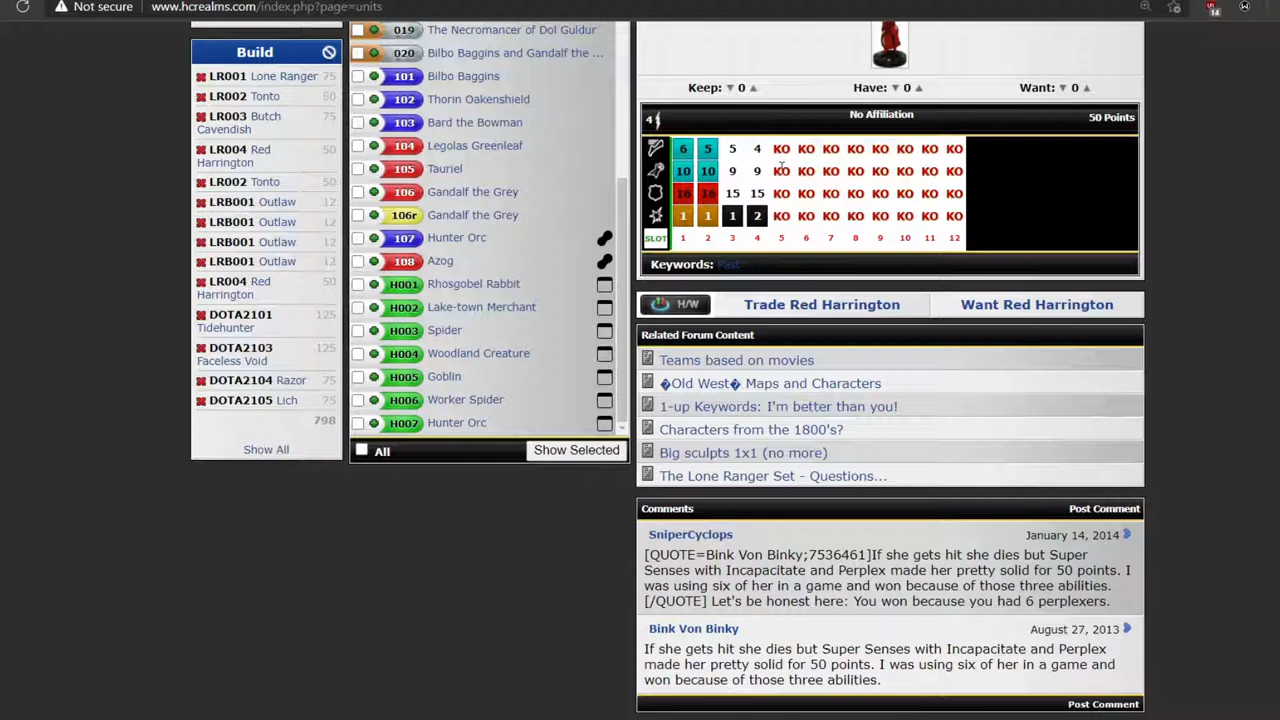 Not secure
www.hcrealms.com/index.php?page=units
14
Build
LR001 Lone Ranger 75
LR002 Tonto 50
LR003 Butch
Cavendish 75
LR004 Red
Harrington 50
LR002 Tonto 50
LRB001 Outlaw 12
LRB001 Outlaw 12
LRB001 Outlaw 12
LRB001 Outlaw 12
LR004 Red
Harrington 50
DOTA2101
Tidehunter 125
DOTA2103
Faceless Void 125
DOTA2104 Razor 75
DOTA2105 Lich 75
798
Show All
019 The Necromancer of Dol Guldur
020 Bilbo Baggins and Gandalf the ...
101 Bilbo Baggins
102 Thorin Oakenshield
103 Bard the Bowman
104 Legolas Greenleaf
105 Tauriel
106 Gandalf the Grey
106r Gandalf the Grey
107 Hunter Orc
108 Azog
H001 Rhosgobel Rabbit
H002 Lake-town Merchant
H003 Spider
H004 Woodland Creature
H005 Goblin
H006 Worker Spider
H007 Hunter Orc
All
Show Selected
Keep: 0 Have: 0 Want: 0
4 No Affiliation 50 Points
6 5 5 4 KO KO KO KO KO KO KO KO
10 10 9 9 KO KO KO KO KO KO KO KO
16 16 15 15 KO KO KO KO KO KO KO KO
1 1 1 2 KO KO KO KO KO KO KO KO
SLOT 1 2 3 4 5 6 7 8 9 10 11 12
Keywords: Past
H/W Trade Red Harrington Want Red Harrington
Related Forum Content
Teams based on movies
�Old West� Maps and Characters
1-up Keywords: I'm better than you!
Characters from the 1800's?
Big sculpts 1x1 (no more)
The Lone Ranger Set - Questions...
Comments Post Comment
SniperCyclops January 14, 2014
[QUOTE=Bink Von Binky;7536461]If she gets hit she dies but Super
Senses with Incapacitate and Perplex made her pretty solid for 50 points. I
was using six of her in a game and won because of those three abilities.
[/QUOTE] Let's be honest here: You won because you had 6 perplexers.
Bink Von Binky August 27, 2013
If she gets hit she dies but Super Senses with Incapacitate and Perplex
made her pretty solid for 50 points. I was using six of her in a game and
won because of those three abilities.
Post Comment